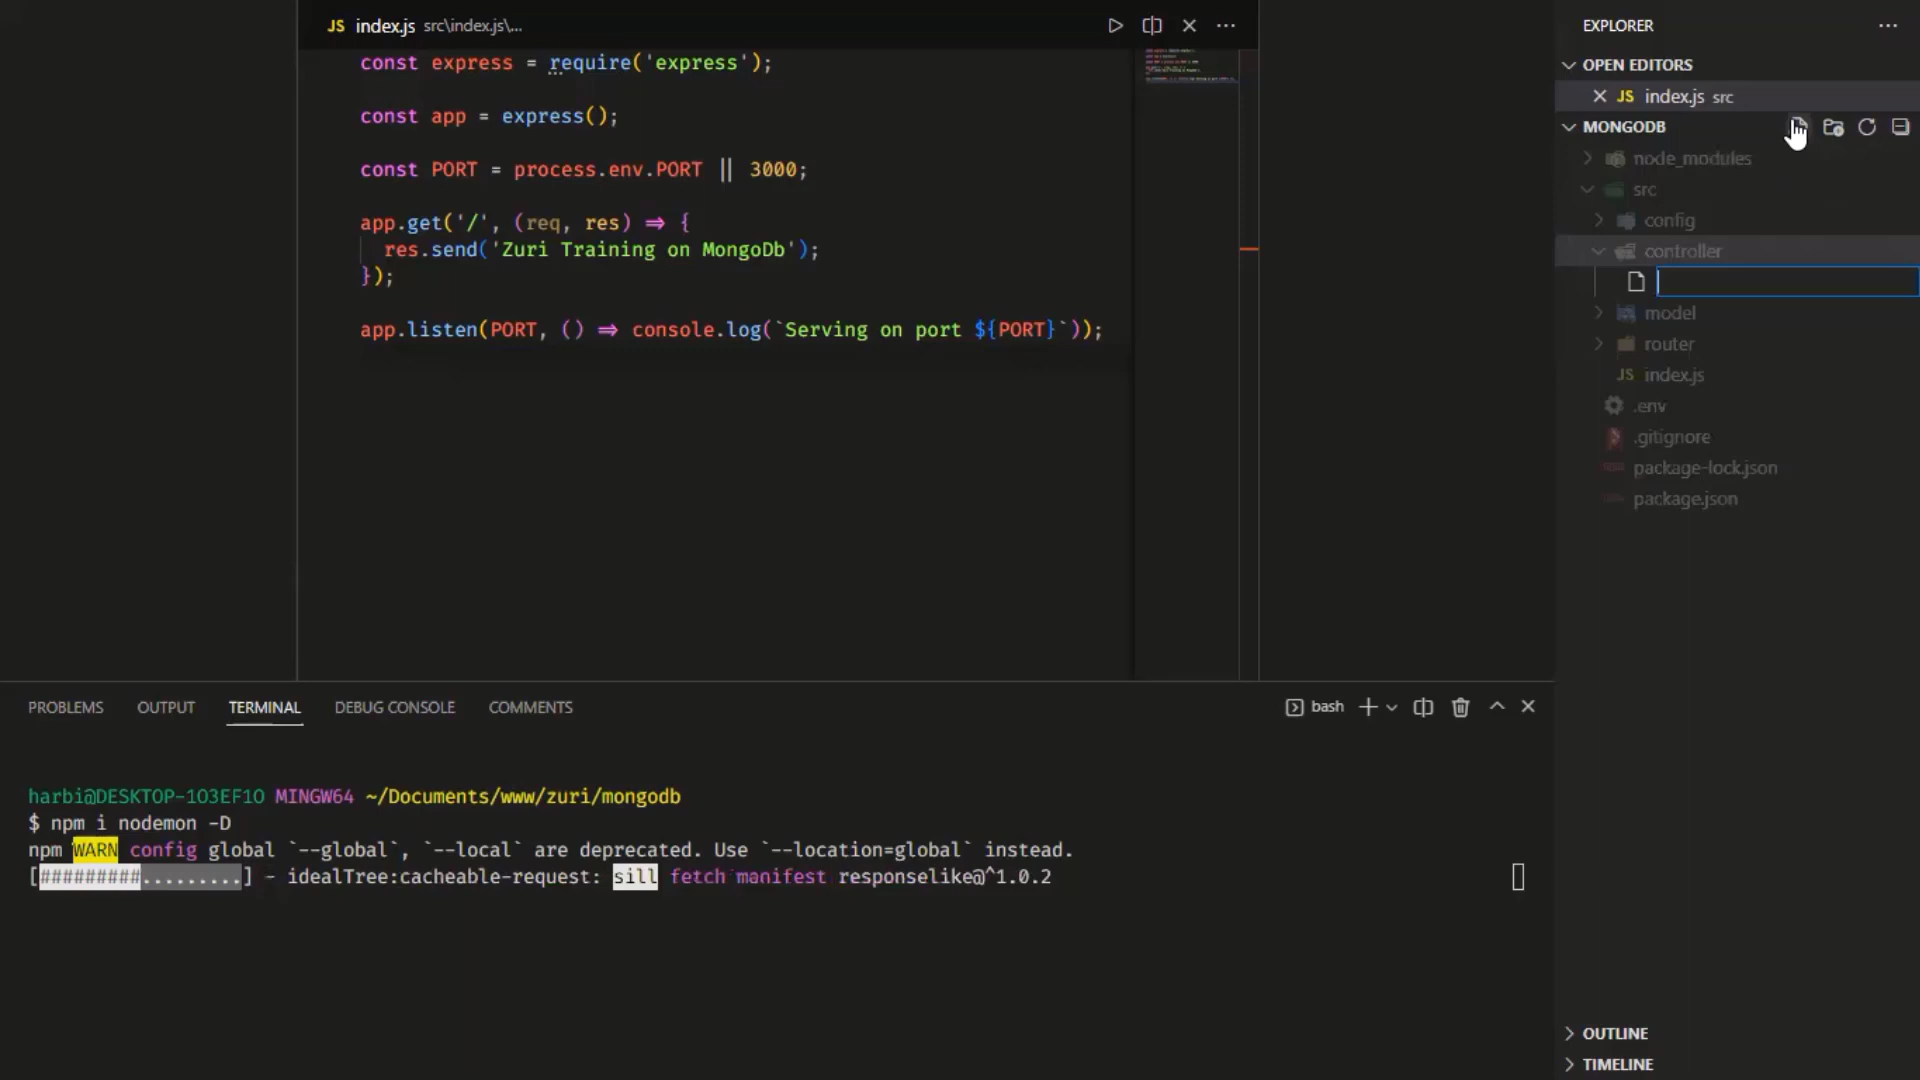 JS index.js src\index.js\...
const express = require('express');
const app = express();
const PORT = process.env.PORT || 3000;
app.get('/', (req, res) ⇒ {
res.send('Zuri Training on MongoDb');
});
app.listen(PORT, () ⇒ console.log(`Serving on port ${PORT}`));
EXPLORER
OPEN EDITORS
JS index.js src
MONGODB
node_modules
src
config
controller
model
router
JS index.js
.env
.gitignore
package-lock.json
package.json
OUTLINE
TIMELINE
PROBLEMS OUTPUT TERMINAL DEBUG CONSOLE COMMENTS
bash
harbi@DESKTOP-103EF10 MINGW64 ~/Documents/www/zuri/mongodb
$ npm i nodemon -D
npm WARN config global `--global`, `--local` are deprecated. Use `--location=global` instead.
[#########.........] - idealTree:cacheable-request: sill fetch manifest responselike@^1.0.2